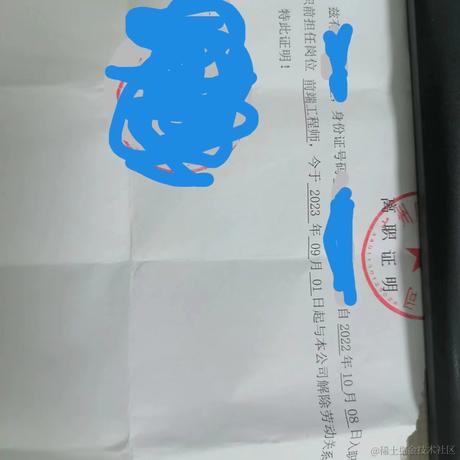 离职证明
兹有 ，身份证号码 自 2022 年 10 月 08 日入职
职前担任岗位 前端工程师，今于 2023 年 09 月 01 日起与本公司解除劳动关系
特此证明！
@稀土掘金技术社区